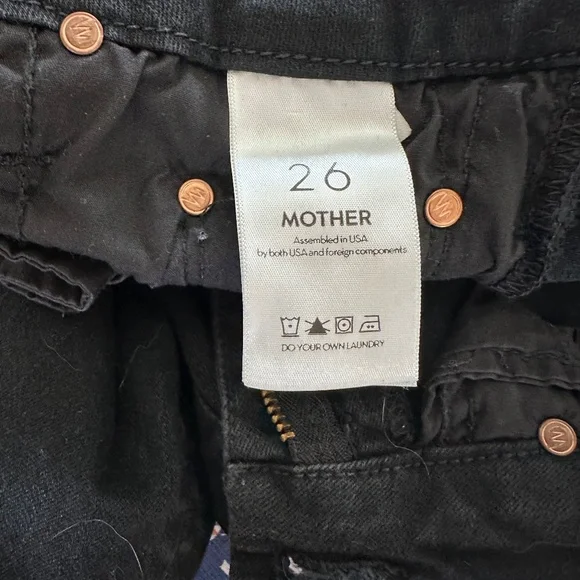 26
MOTHER
Assembled in USA
by both USA and foreign components
DO YOUR OWN LAUNDRY